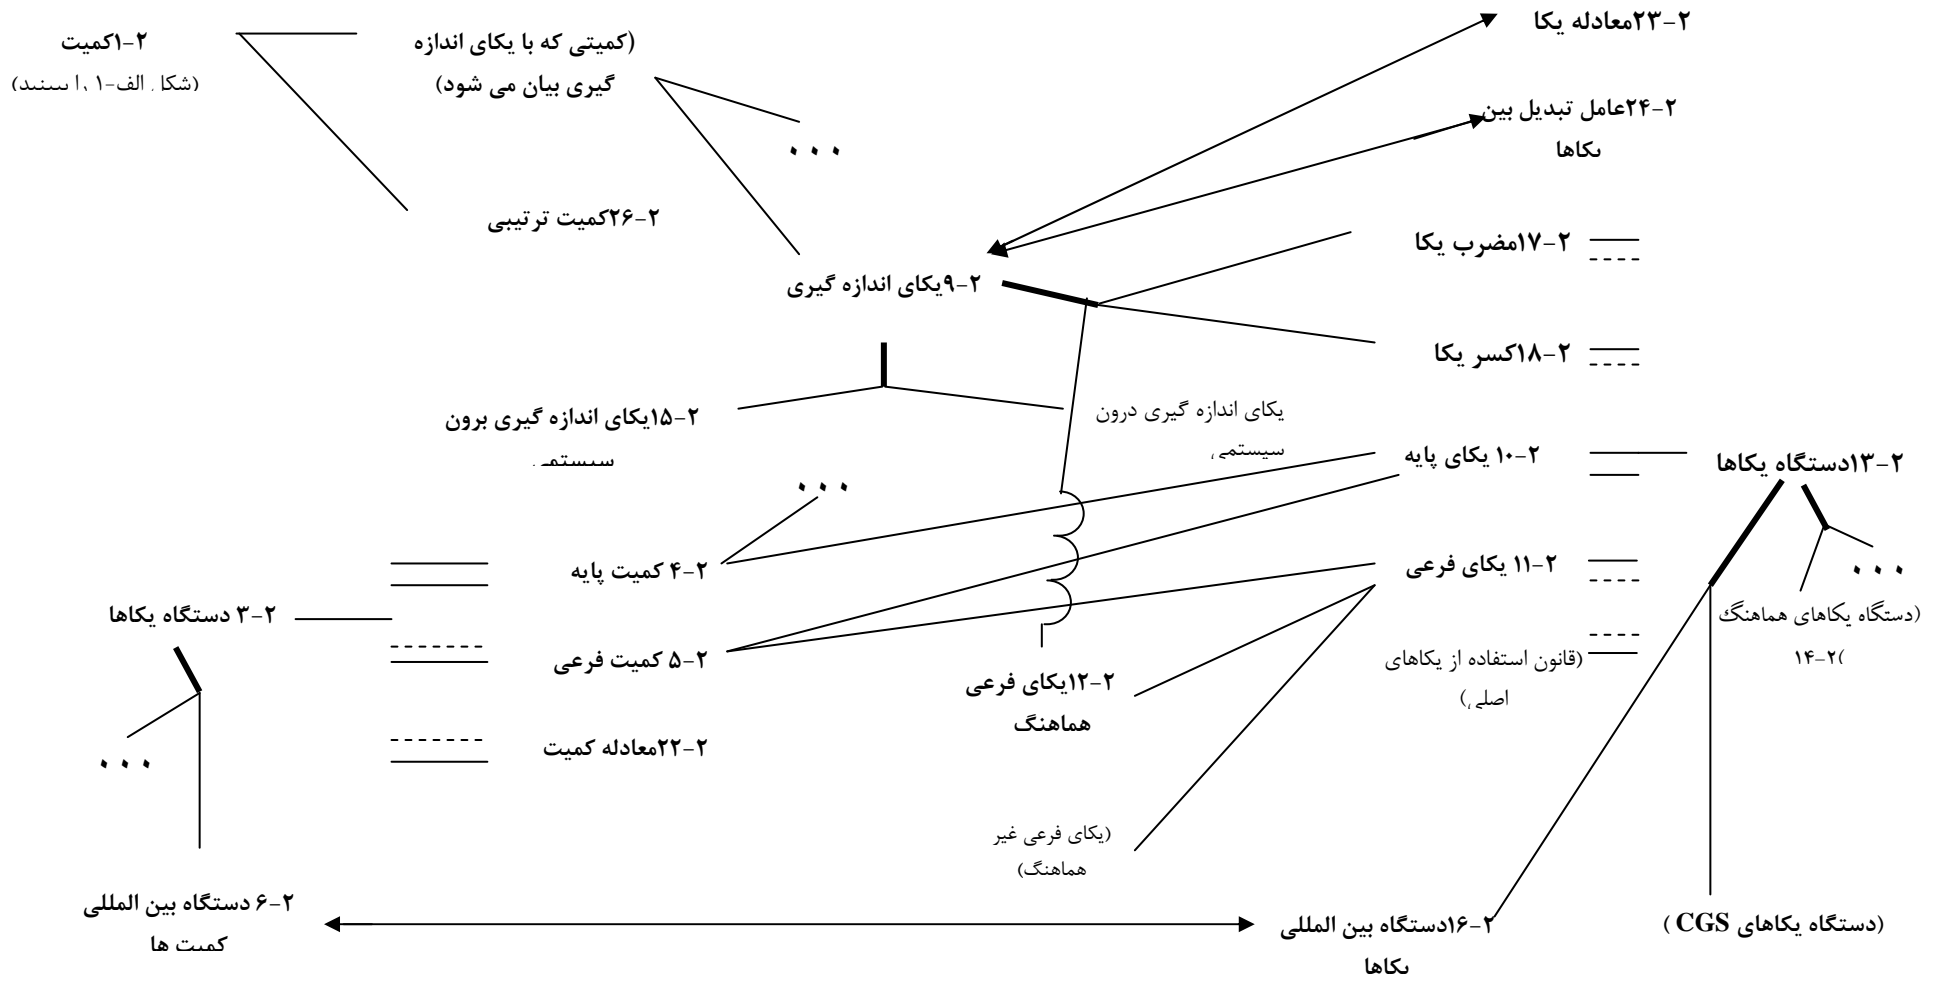 ۲-۱کمیت
(شکل الف-۱ را ببینید)
(کمیتی که با یکای اندازه
گیری بیان می شود)
۲-۲۳معادله یکا
۲-۲۴عامل تبدیل بین
یکاها
...
۲-۲۶کمیت ترتیبی
۲-۱۷مضرب یکا
۲-۹یکای اندازه گیری
۲-۱۸کسر یکا
۲-۱۵یکای اندازه گیری برون
سیستمی
یکای اندازه گیری درون
سیستمی
۲-۱۰ یکای پایه
۲-۱۳دستگاه یکاها
...
۲-۴ کمیت پایه
۲-۱۱ یکای فرعی
...
۲-۳ دستگاه یکاها
(دستگاه یکاهای هماهنگ
۲-۱۴)
۲-۵ کمیت فرعی
(قانون استفاده از یکاهای
اصلی)
۲-۱۲یکای فرعی
هماهنگ
۲-۲۲معادله کمیت
...
(یکای فرعی غیر
هماهنگ)
۲-۶ دستگاه بین المللی
کمیت ها
۲-۱۶دستگاه بین المللی
یکاها
(دستگاه یکاهای CGS )